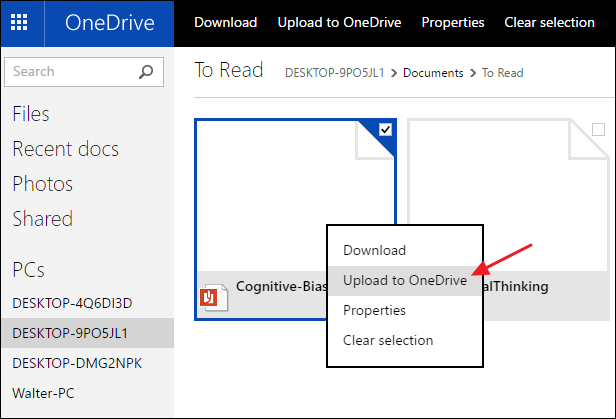 OneDrive
Download Upload to OneDrive Properties Clear selection
Search
Files
Recent docs
Photos
Shared
PCs
DESKTOP-4Q6DI3D
DESKTOP-9PO5JL1
DESKTOP-DMG2NPK
Walter-PC
To Read
DESKTOP-9PO5JL1 > Documents > To Read
Download
Upload to OneDrive
Properties
Clear selection
Cognitive-Bias
alThinking